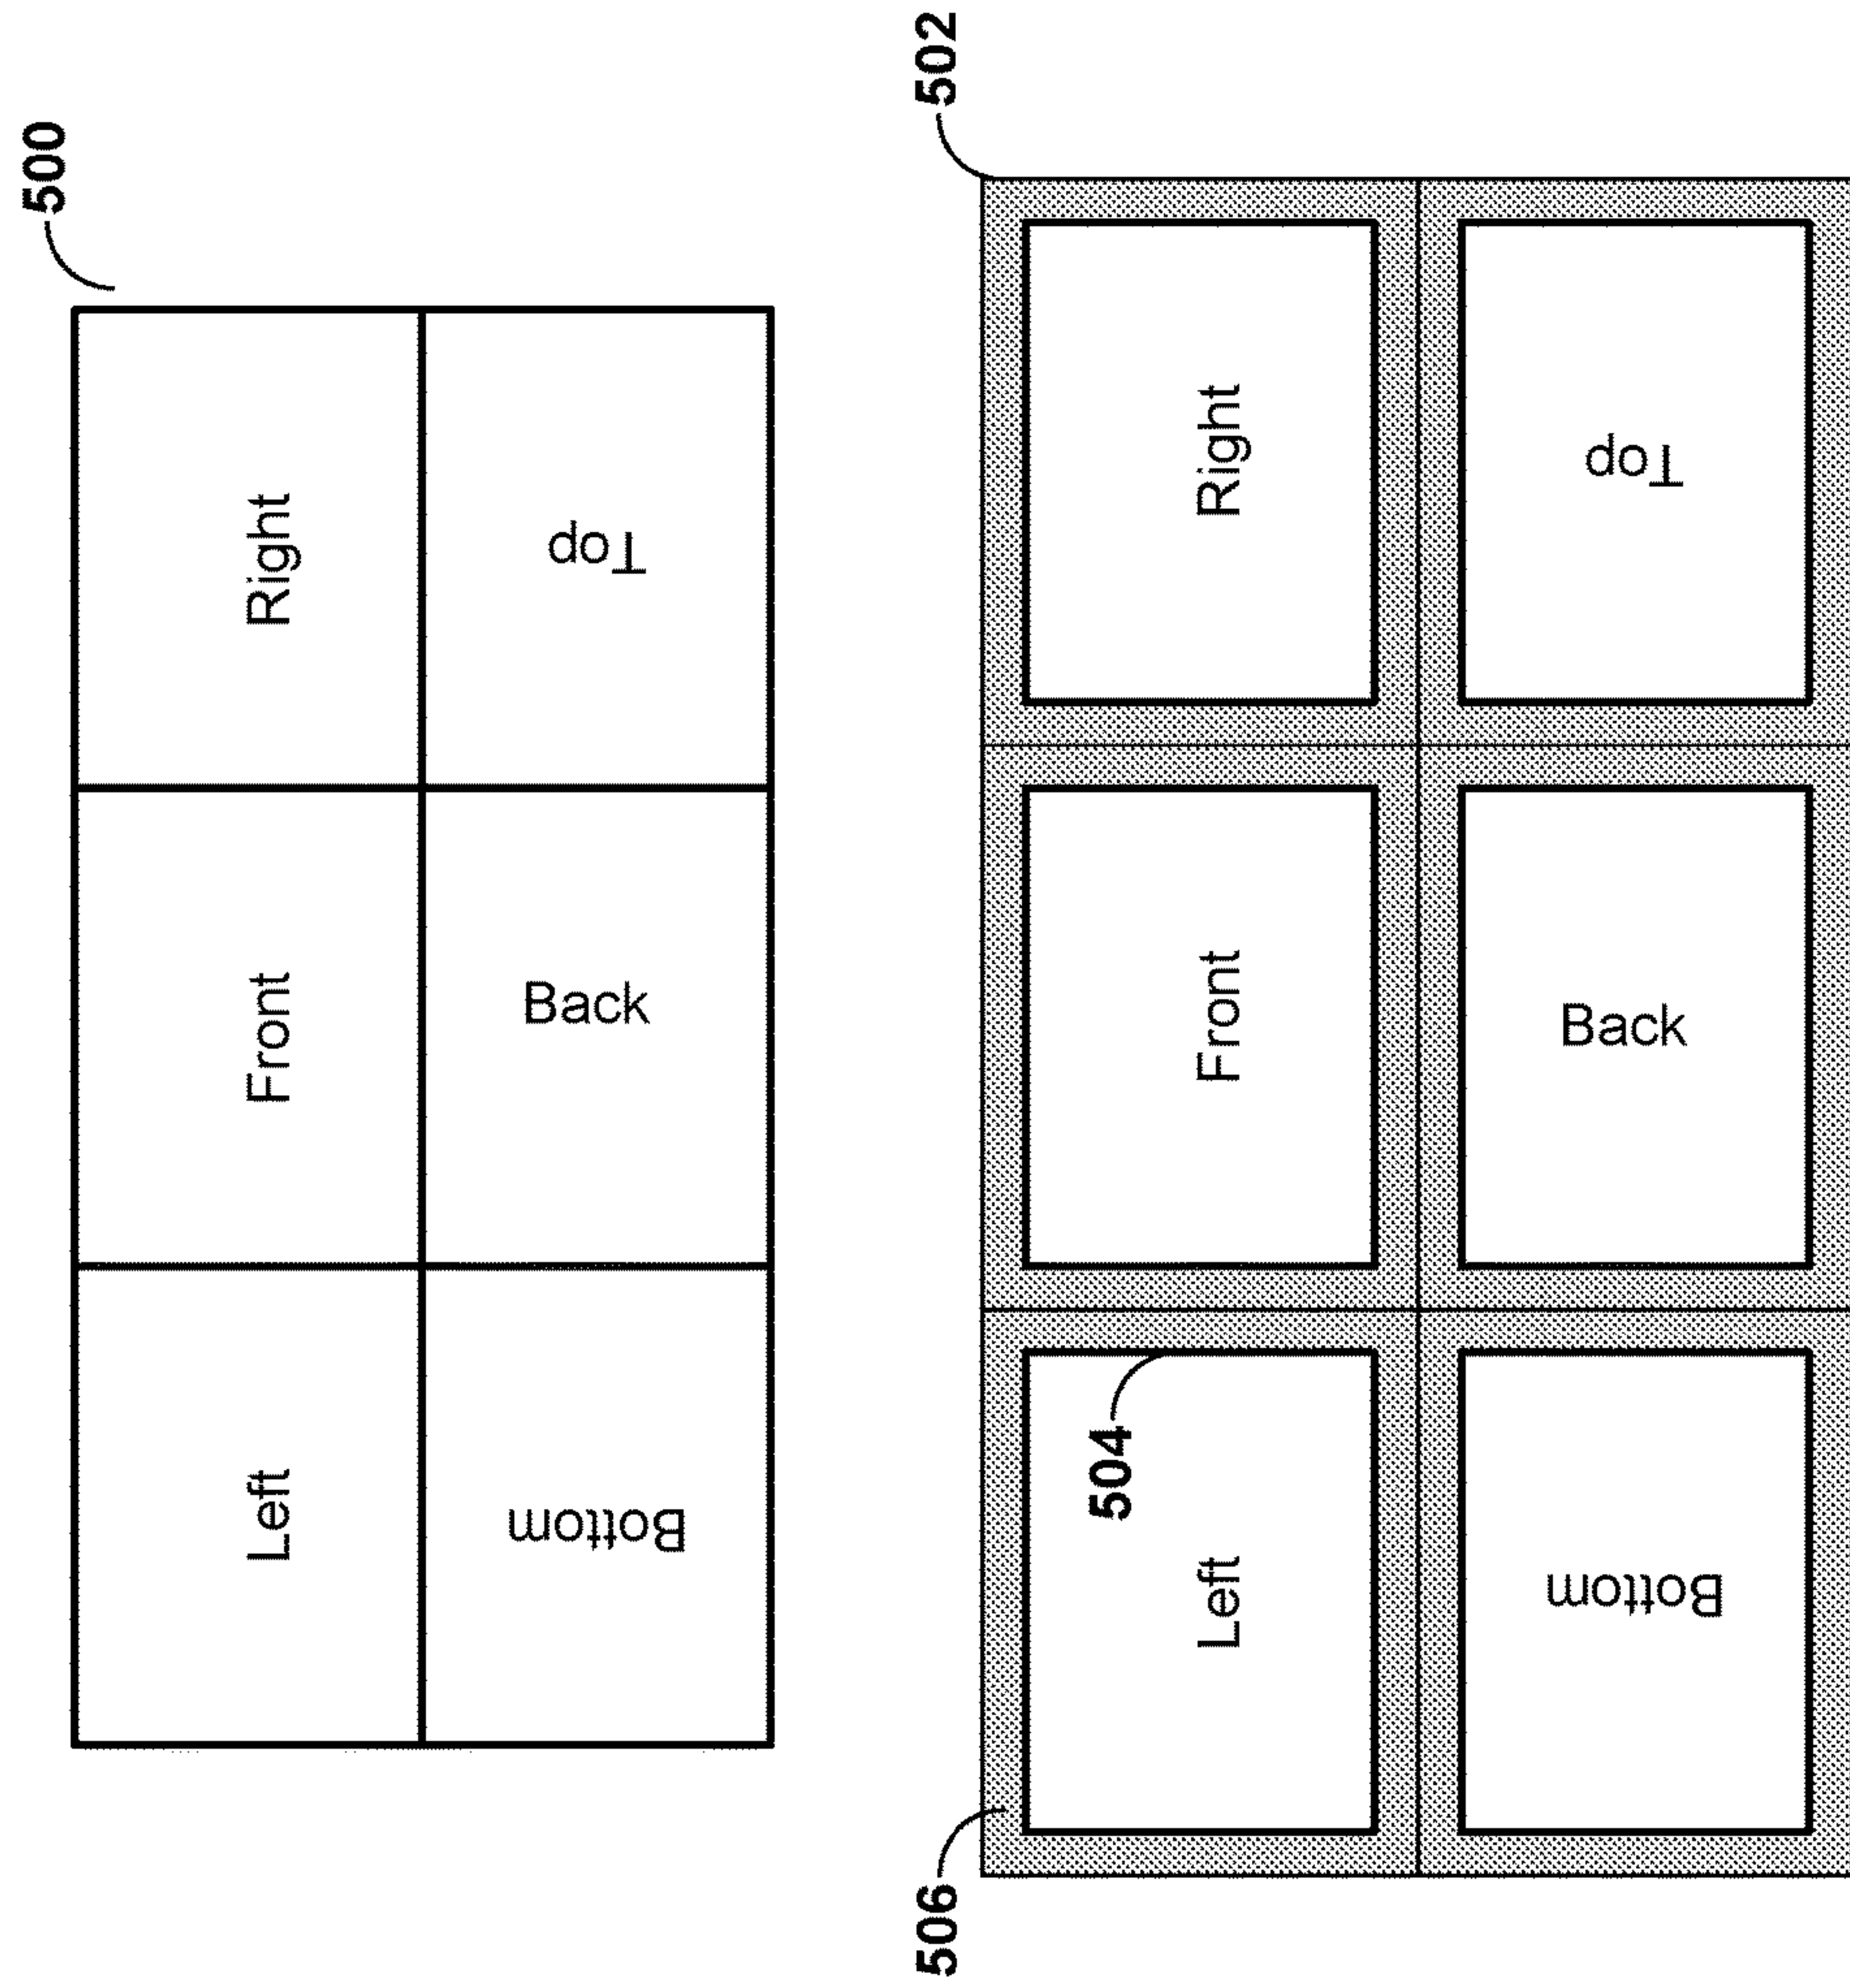 500
Left
Front
Right
Bottom
Back
Top
502
506
504
Left
Front
Right
Bottom
Back
Top